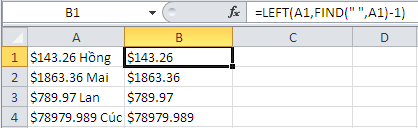 B1 fx =LEFT(A1,FIND(" ",A1)-1)
A B C D
1 $143.26 Hồng $143.26
2 $1863.36 Mai $1863.36
3 $789.97 Lan $789.97
4 $78979.989 Cúc $78979.989